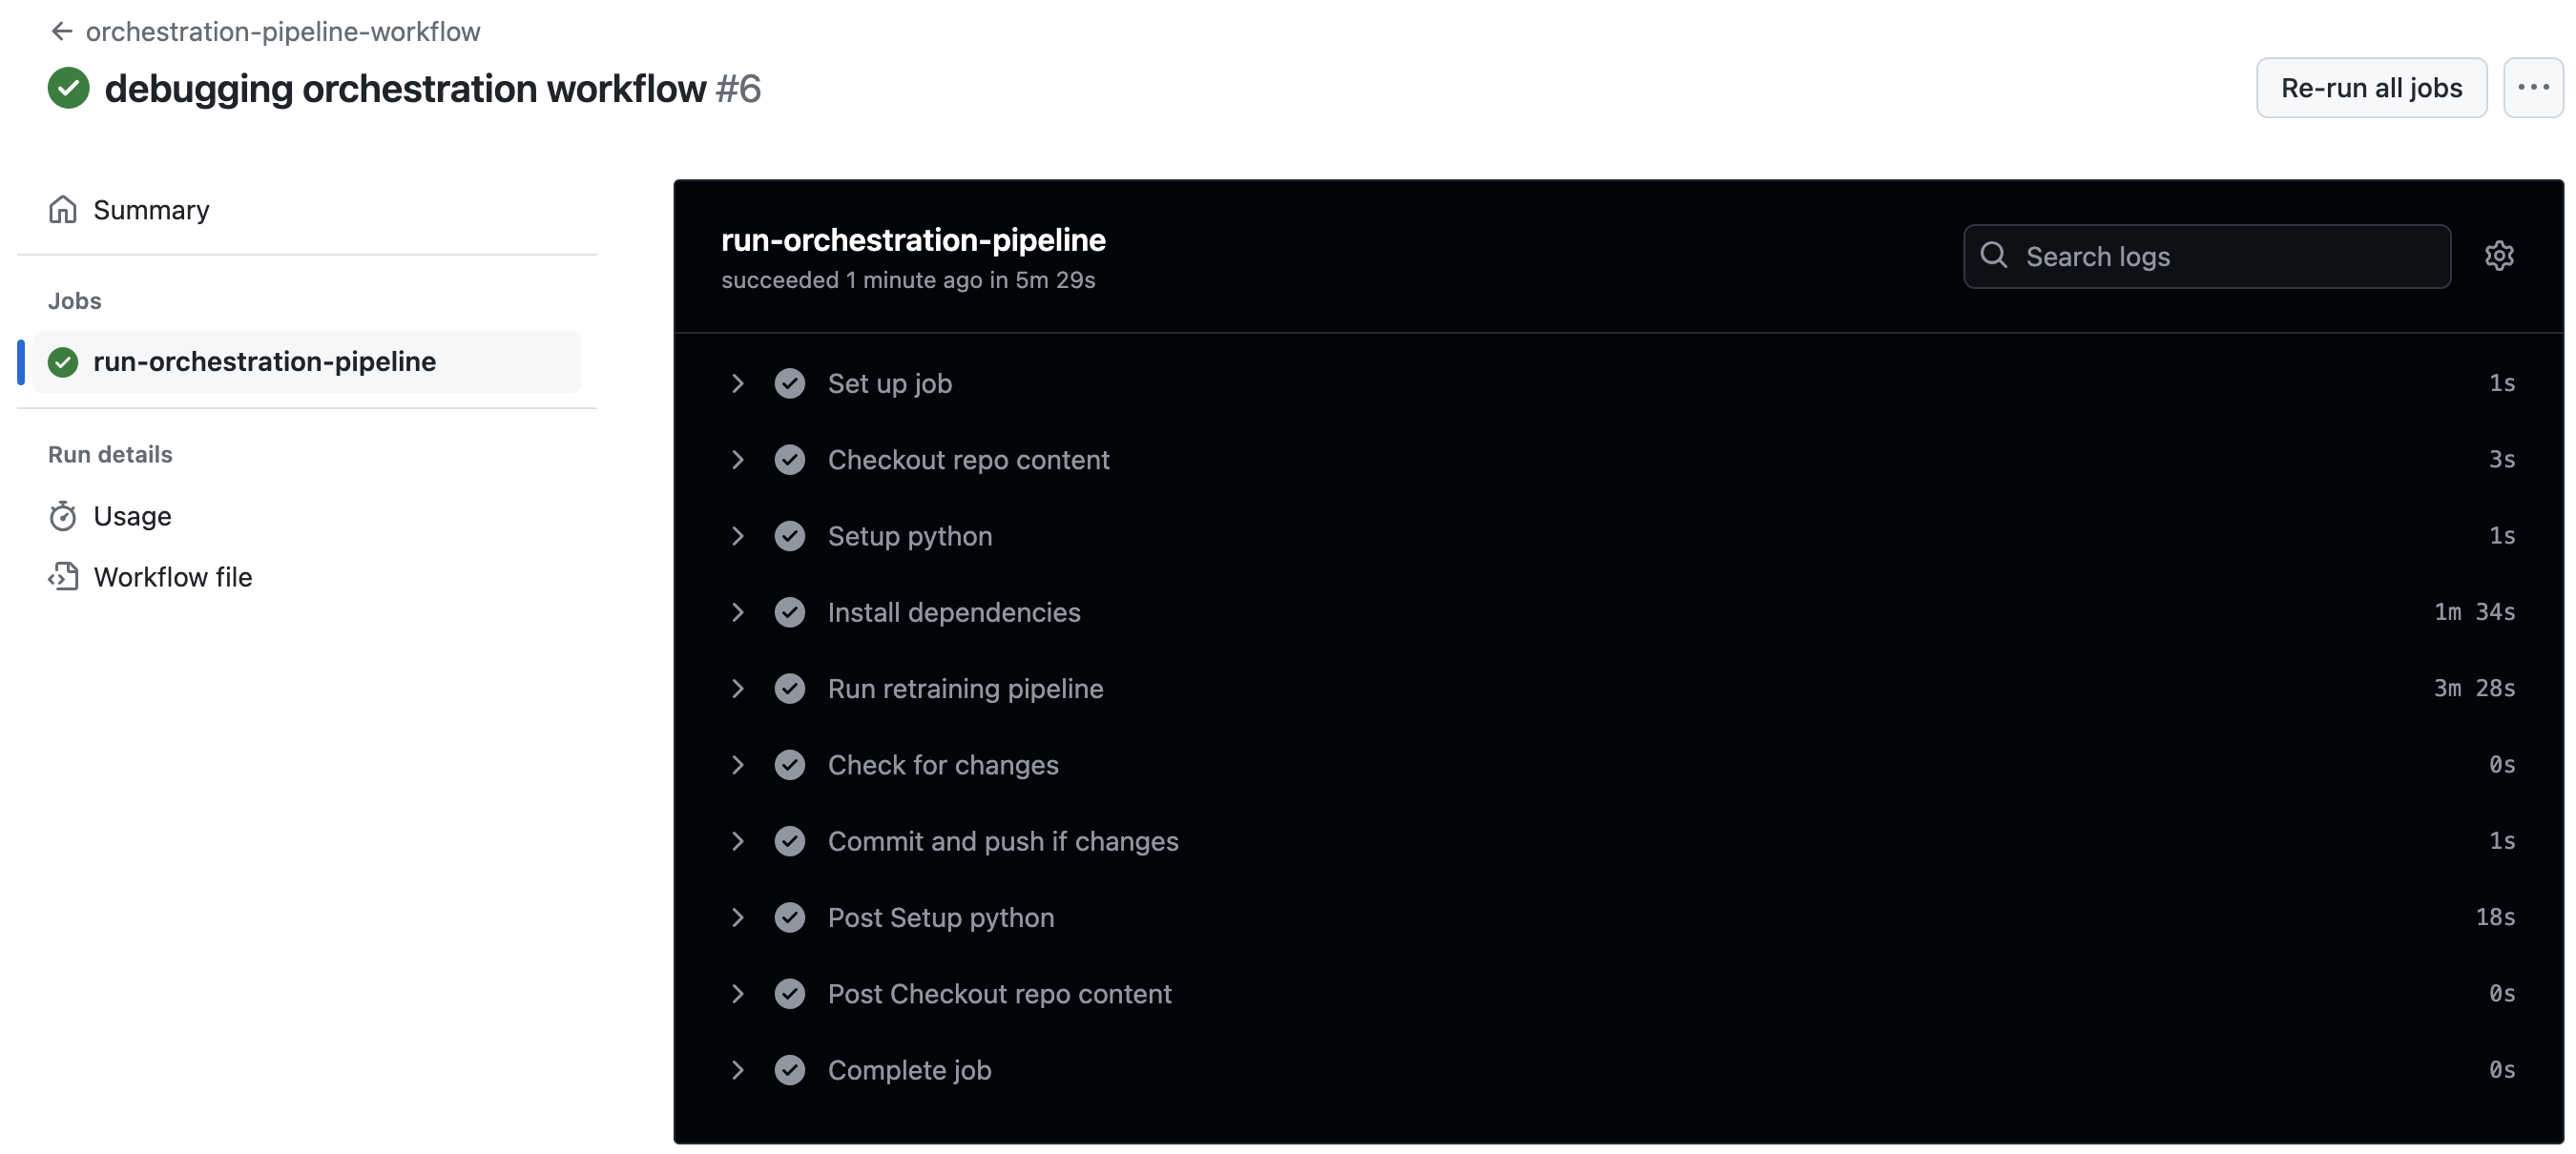 orchestration-pipeline-workflow
debugging orchestration workflow #6
Re-run all jobs
Summary
Jobs
run-orchestration-pipeline
Run details
Usage
Workflow file
run-orchestration-pipeline
succeeded 1 minute ago in 5m 29s
Search logs
Set up job 1s
Checkout repo content 3s
Setup python 1s
Install dependencies 1m 34s
Run retraining pipeline 3m 28s
Check for changes 0s
Commit and push if changes 1s
Post Setup python 18s
Post Checkout repo content 0s
Complete job 0s